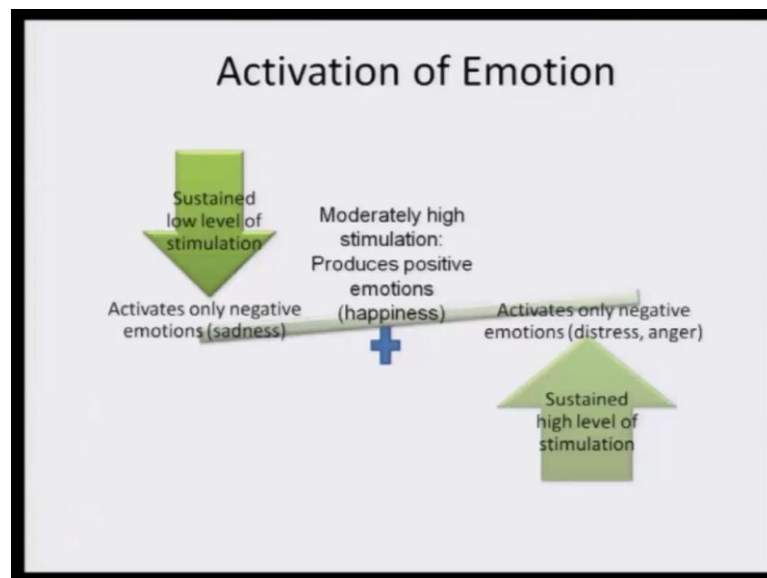 Activation of Emotion
Sustained
low level of
stimulation
Activates only negative
emotions (sadness)
Moderately high
stimulation:
Produces positive
emotions
(happiness)
Activates only negative
emotions (distress, anger)
Sustained
high level of
stimulation